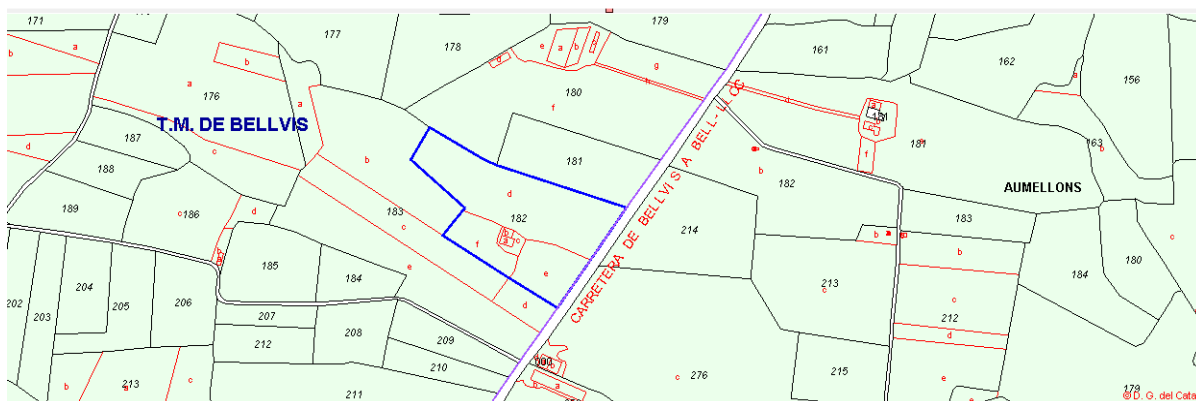 171
177
179
178
161
162
156
b
a
a
b
e
a
b
g
d
180
f
a
176
a
a
T.M. DE BELLVIS
187
d
c
b
188
181
181
163
b
182
b
AUMELLONS
189
c
186
d
183
c
182
d
f
e
c
214
183
b
c
180
184
CARRETERA DE BELLVIS A BELL-LLOC
185
184
e
d
213
c
202
203
204
205
206
207
208
212
209
210
c
212
d
b
213
a
c
211
b
a
c
276
215
e
179
© D. G. del Cata